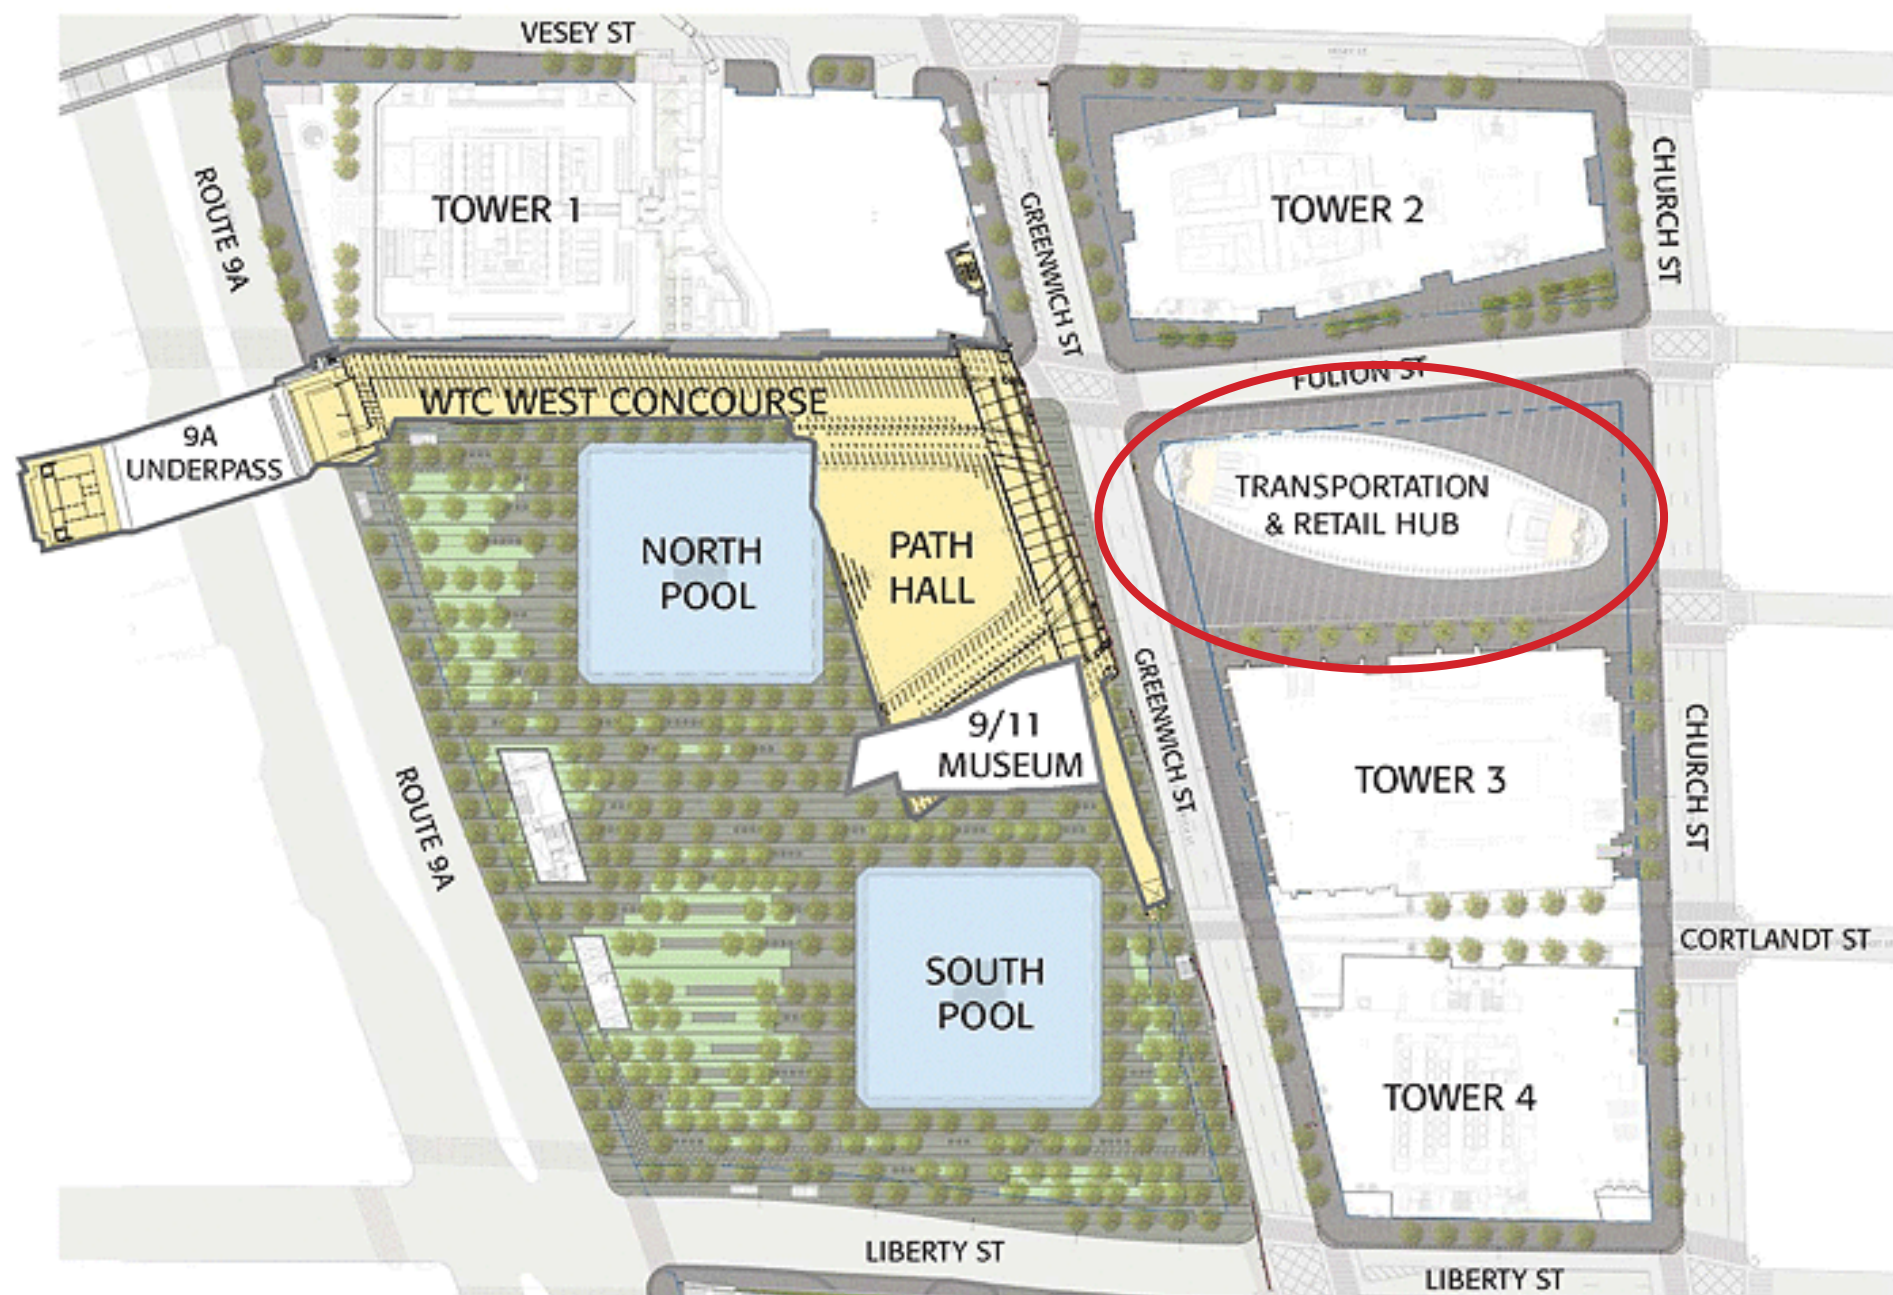 VESEY ST
ROUTE 9A
TOWER 1
GREENWICH ST
TOWER 2
CHURCH ST
FULTON ST
WTC WEST CONCOURSE
9A
UNDERPASS
NORTH
POOL
PATH
HALL
TRANSPORTATION
& RETAIL HUB
9/11
MUSEUM
GREENWICH ST
TOWER 3
CHURCH ST
ROUTE 9A
CORTLANDT ST
SOUTH
POOL
TOWER 4
LIBERTY ST
LIBERTY ST